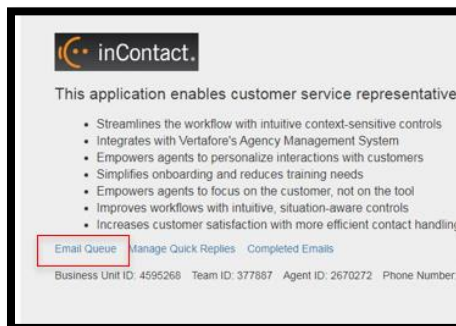 inContact.
This application enables customer service representative
Streamlines the workflow with intuitive context-sensitive controls
Integrates with Vertafore's Agency Management System
Empowers agents to personalize interactions with customers
Simplifies onboarding and reduces training needs
Empowers agents to focus on the customer, not on the tool
Improves workflows with intuitive, situation-aware controls
Increases customer satisfaction with more efficient contact handling
Email Queue Manage Quick Replies Completed Emails
Business Unit ID: 4595268 Team ID: 377887 Agent ID: 2670272 Phone Number: